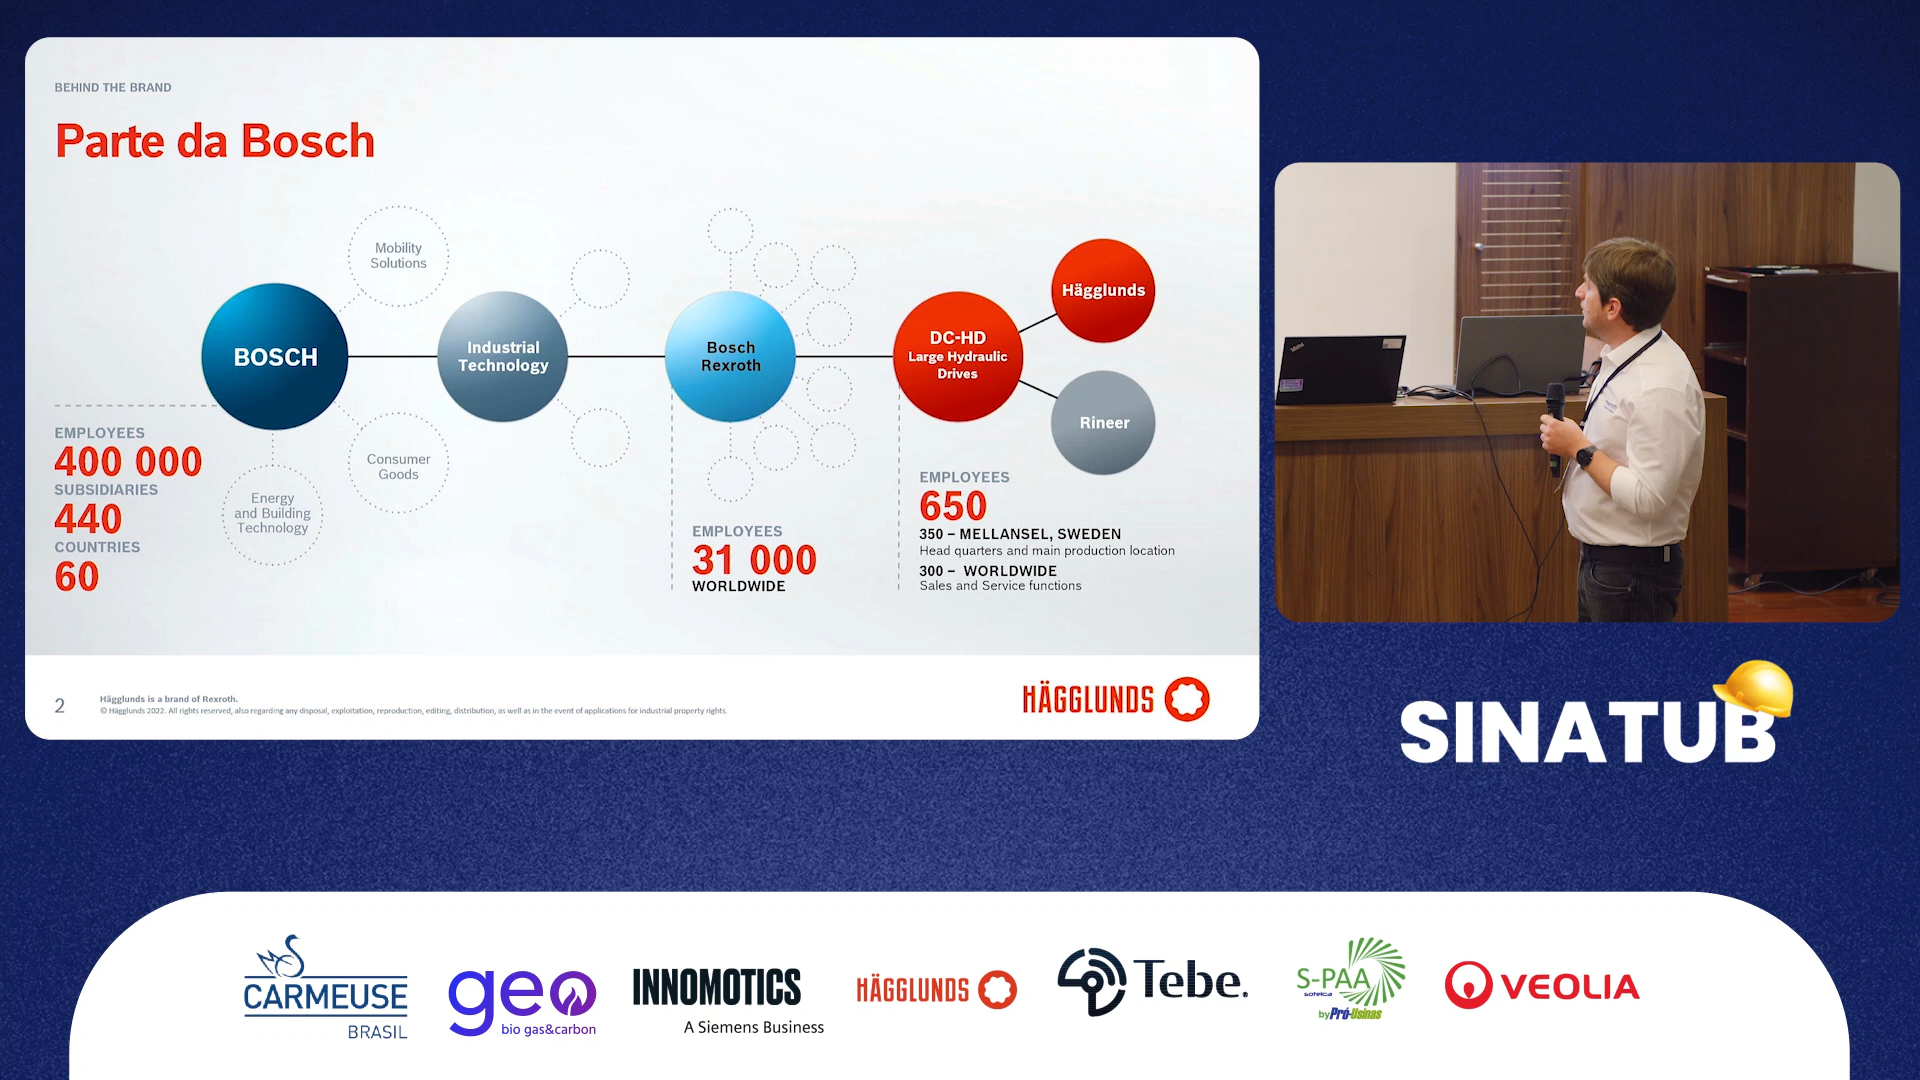 BEHIND THE BRAND
Parte da Bosch
Mobility
Solutions
BOSCH
Industrial
Technology
Bosch
Rexroth
DC-HD
Large Hydraulic
Drives
Hägglunds
Rineer
Consumer
Goods
Energy
and Building
Technology
EMPLOYEES
400 000
SUBSIDIARIES
440
COUNTRIES
60
EMPLOYEES
31 000
WORLDWIDE
EMPLOYEES
650
350 – MELLANSEL, SWEDEN
Head quarters and main production location
300 – WORLDWIDE
Sales and Service functions
2
Hägglunds is a brand of Rexroth.
© Hägglunds 2022. All rights reserved, also regarding any disposal, exploitation, reproduction, editing, distribution, as well as in the event of applications for industrial property rights.
HÄGGLUNDS
SINATUB
CARMEUSE
BRASIL
geo
bio gas&carbon
INNOMOTICS
A Siemens Business
HÄGGLUNDS
Tebe.
S-PAA
soteica
by Pró-Usinas
VEOLIA